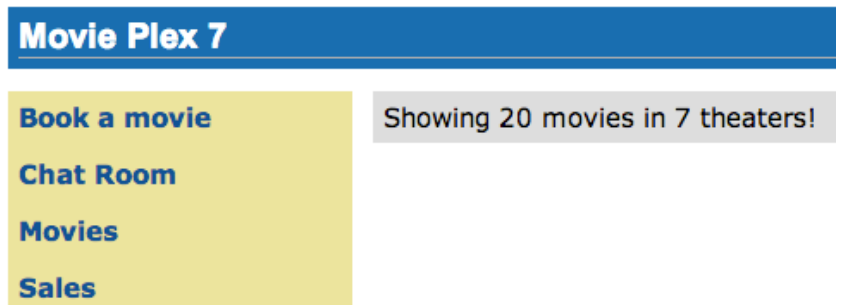 Movie Plex 7
Book a movie
Chat Room
Movies
Sales
Showing 20 movies in 7 theaters!